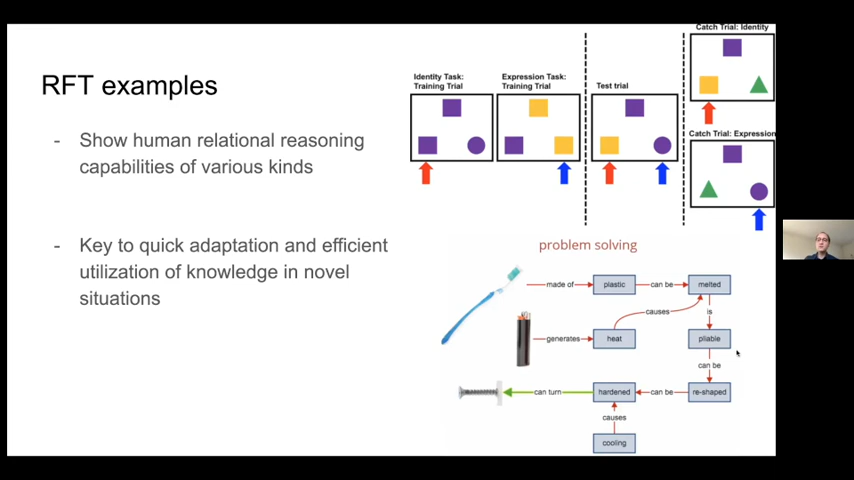 RFT examples
- Show human relational reasoning
capabilities of various kinds
- Key to quick adaptation and efficient
utilization of knowledge in novel
situations
Identity Task:
Training Trial
Expression Task:
Training Trial
Test trial
Catch Trial: Identity
Catch Trial: Expression
problem solving
made of
plastic
can be
melted
causes
is
generates
heat
pliable
can be
can turn
hardened
can be
re-shaped
causes
cooling